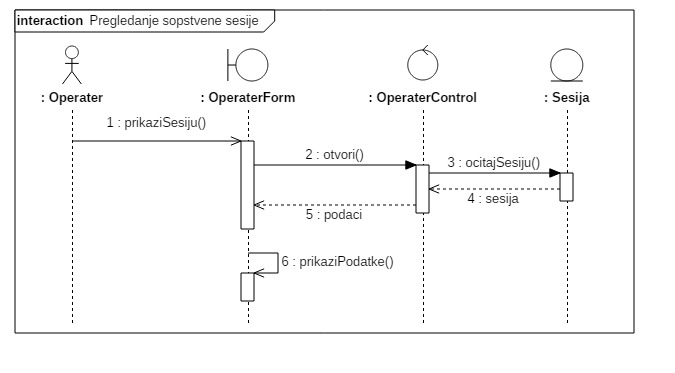 interaction Pregledanje sopstvene sesije
: Operater
: OperaterForm
: OperaterControl
: Sesija
1 : prikaziSesiju()
2 : otvori()
3 : ocitajSesiju()
4 : sesija
5 : podaci
6 : prikaziPodatke()